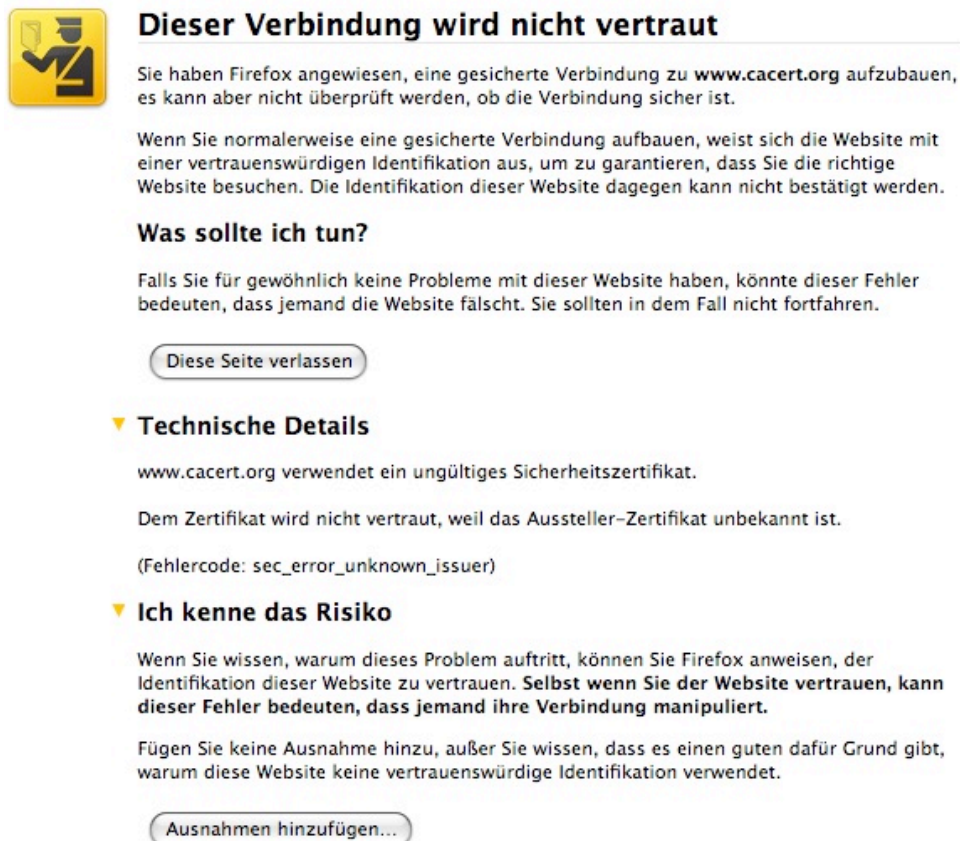 Dieser Verbindung wird nicht vertraut
Sie haben Firefox angewiesen, eine gesicherte Verbindung zu www.cacert.org aufzubauen,
es kann aber nicht überprüft werden, ob die Verbindung sicher ist.
Wenn Sie normalerweise eine gesicherte Verbindung aufbauen, weist sich die Website mit
einer vertrauenswürdigen Identifikation aus, um zu garantieren, dass Sie die richtige
Website besuchen. Die Identifikation dieser Website dagegen kann nicht bestätigt werden.
Was sollte ich tun?
Falls Sie für gewöhnlich keine Probleme mit dieser Website haben, könnte dieser Fehler
bedeuten, dass jemand die Website fälscht. Sie sollten in dem Fall nicht fortfahren.
Diese Seite verlassen
Technische Details
www.cacert.org verwendet ein ungültiges Sicherheitszertifikat.
Dem Zertifikat wird nicht vertraut, weil das Aussteller-Zertifikat unbekannt ist.
(Fehlercode: sec_error_unknown_issuer)
Ich kenne das Risiko
Wenn Sie wissen, warum dieses Problem auftritt, können Sie Firefox anweisen, der
Identifikation dieser Website zu vertrauen. Selbst wenn Sie der Website vertrauen, kann
dieser Fehler bedeuten, dass jemand ihre Verbindung manipuliert.
Fügen Sie keine Ausnahme hinzu, außer Sie wissen, dass es einen guten dafür Grund gibt,
warum diese Website keine vertrauenswürdige Identifikation verwendet.
Ausnahmen hinzufügen...